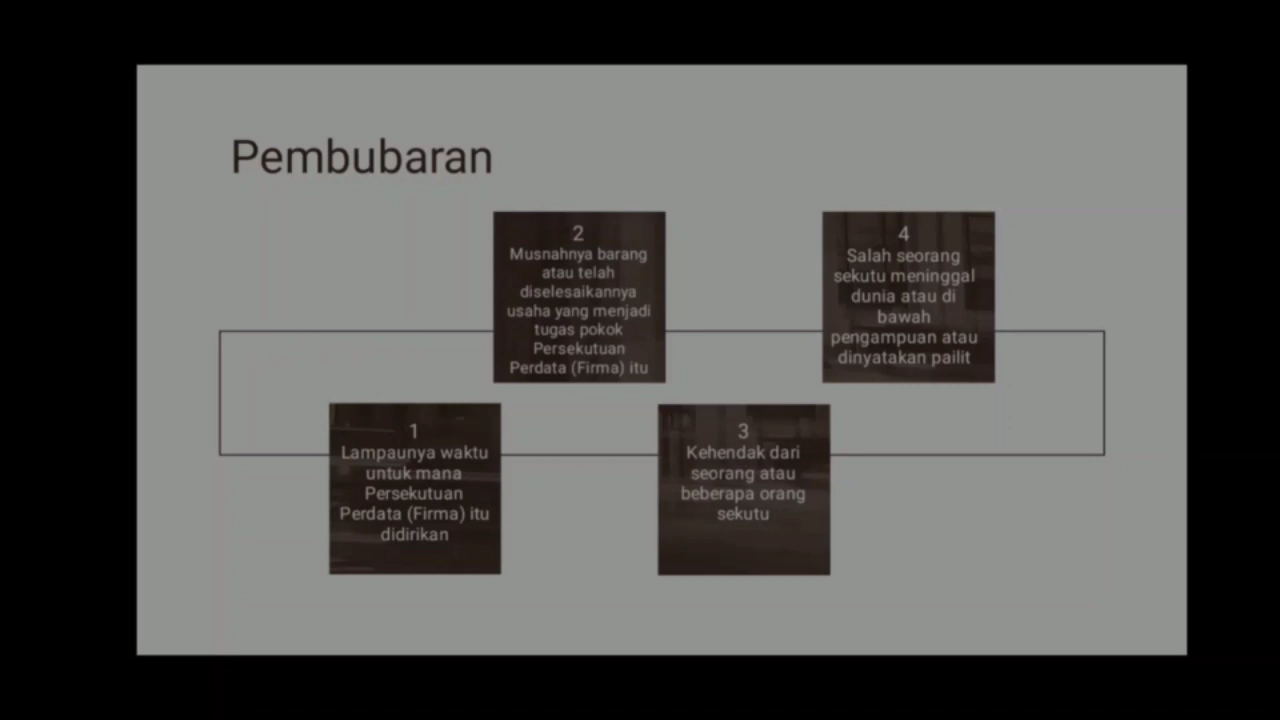 Pembubaran
1
Lampaunya waktu
untuk mana
Persekutuan
Perdata (Firma) itu
didirikan
2
Musnahnya barang
atau telah
diselesaikannya
usaha yang menjadi
tugas pokok
Persekutuan
Perdata (Firma) itu
3
Kehendak dari
seorang atau
beberapa orang
sekutu
4
Salah seorang
sekutu meninggal
dunia atau di
bawah
pengampuan atau
dinyatakan pailit